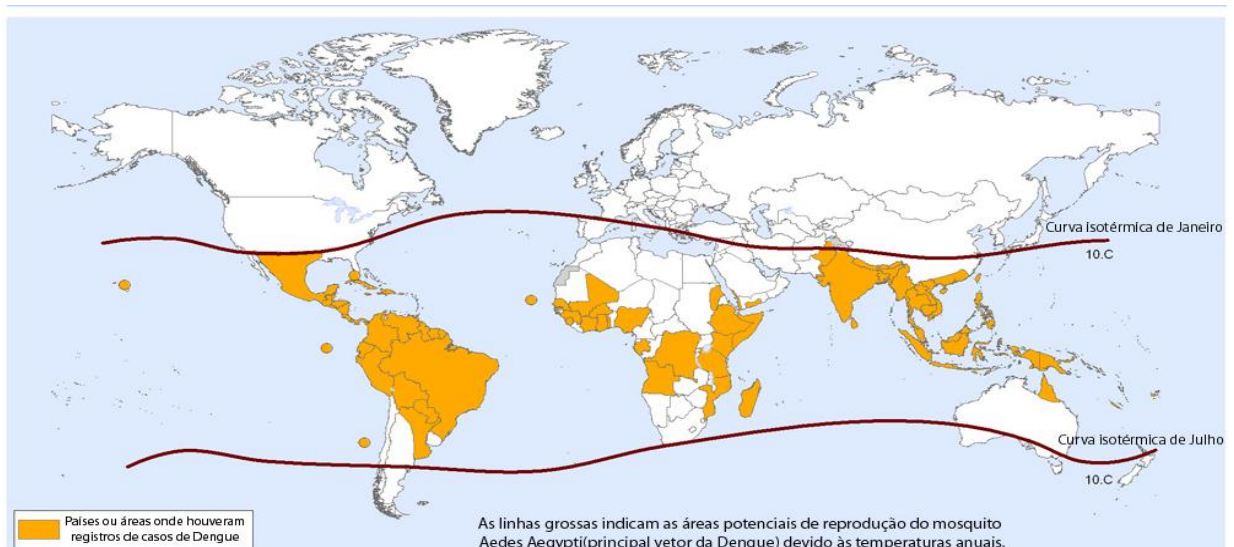 Curva isotérmica de Janeiro
10.C
Curva isotérmica de Julho
10.C
Países ou áreas onde houveram
registros de casos de Dengue
As linhas grossas indicam as áreas potenciais de reprodução do mosquito
Aedes Aegypti(principal vetor da Dengue) devido às temperaturas anuais.